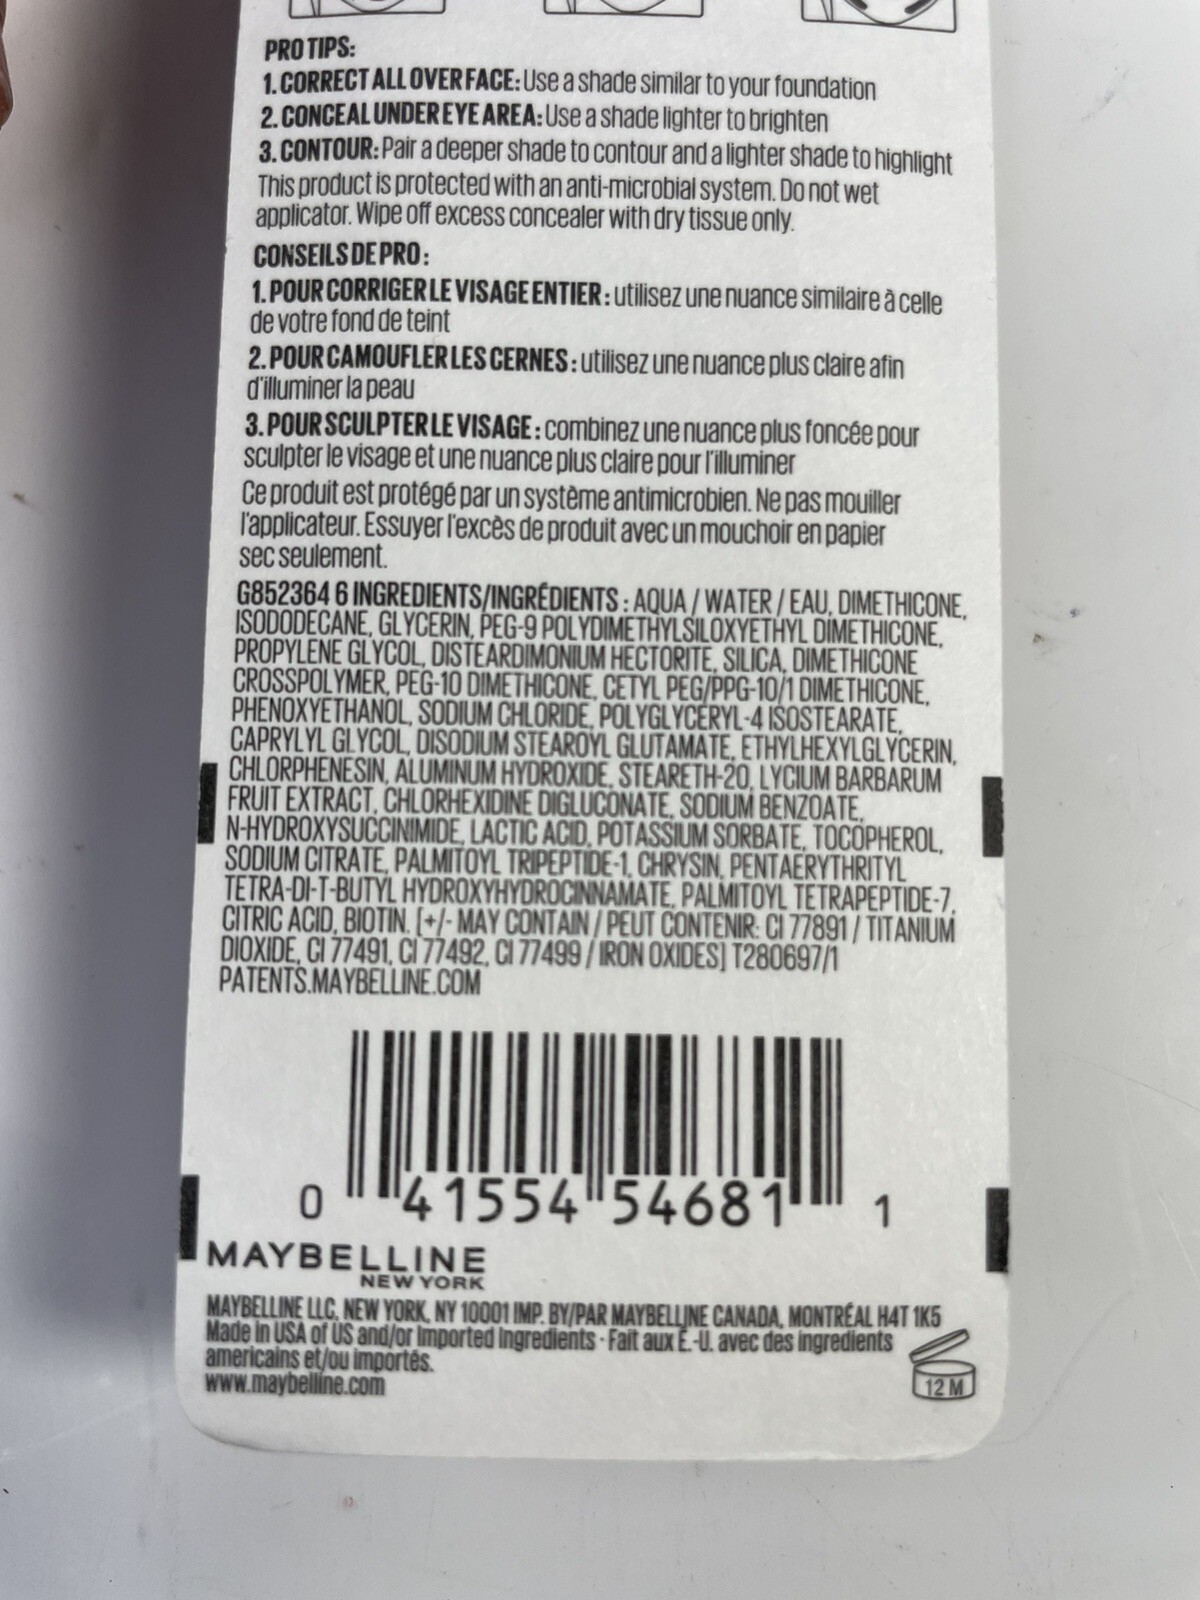 PRO TIPS:
1. CORRECT ALL OVER FACE: Use a shade similar to your foundation
2. CONCEAL UNDER EYE AREA: Use a shade lighter to brighten
3. CONTOUR: Pair a deeper shade to contour and a lighter shade to highlight
This product is protected with an anti-microbial system. Do not wet
applicator. Wipe off excess concealer with dry tissue only.
CONSEILS DE PRO :
1. POUR CORRIGER LE VISAGE ENTIER : utilisez une nuance similaire à celle
de votre fond de teint
2. POUR CAMOUFLER LES CERNES : utilisez une nuance plus claire afin
d'illuminer la peau
3. POUR SCULPTER LE VISAGE : combinez une nuance plus foncée pour
sculpter le visage et une nuance plus claire pour l'illuminer
Ce produit est protégé par un système antimicrobien. Ne pas mouiller
l'applicateur. Essuyer l'excès de produit avec un mouchoir en papier
sec seulement.
G852364 6 INGREDIENTS/INGRÉDIENTS : AQUA / WATER / EAU, DIMETHICONE,
ISODODECANE, GLYCERIN, PEG-9 POLYDIMETHYLSILOXYETHYL DIMETHICONE,
PROPYLENE GLYCOL, DISTEARDIMONIUM HECTORITE, SILICA, DIMETHICONE
CROSSPOLYMER, PEG-10 DIMETHICONE, CETYL PEG/PPG-10/1 DIMETHICONE,
PHENOXYETHANOL, SODIUM CHLORIDE, POLYGLYCERYL-4 ISOSTEARATE,
CAPRYLYL GLYCOL, DISODIUM STEAROYL GLUTAMATE, ETHYLHEXYLGLYCERIN,
CHLORPHENESIN, ALUMINUM HYDROXIDE, STEARETH-20, LYCIUM BARBARUM
FRUIT EXTRACT, CHLORHEXIDINE DIGLUCONATE, SODIUM BENZOATE,
N-HYDROXYSUCCINIMIDE, LACTIC ACID, POTASSIUM SORBATE, TOCOPHEROL,
SODIUM CITRATE, PALMITOYL TRIPEPTIDE-1, CHRYSIN, PENTAERYTHRITYL
TETRA-DI-T-BUTYL HYDROXYHYDROCINNAMATE, PALMITOYL TETRAPEPTIDE-7,
CITRIC ACID, BIOTIN. [+/- MAY CONTAIN / PEUT CONTENIR: CI 77891 / TITANIUM
DIOXIDE, CI 77491, CI 77492, CI 77499 / IRON OXIDES] T280697/1
PATENTS.MAYBELLINE.COM
0 41554 54681 1
MAYBELLINE
NEW YORK
MAYBELLINE LLC, NEW YORK, NY 10001 IMP. BY/PAR MAYBELLINE CANADA, MONTRÉAL H4T 1K5
Made in USA of US and/or Imported Ingredients · Fait aux É.-U. avec des ingredients
americains et/ou importés.
www.maybelline.com
12 M